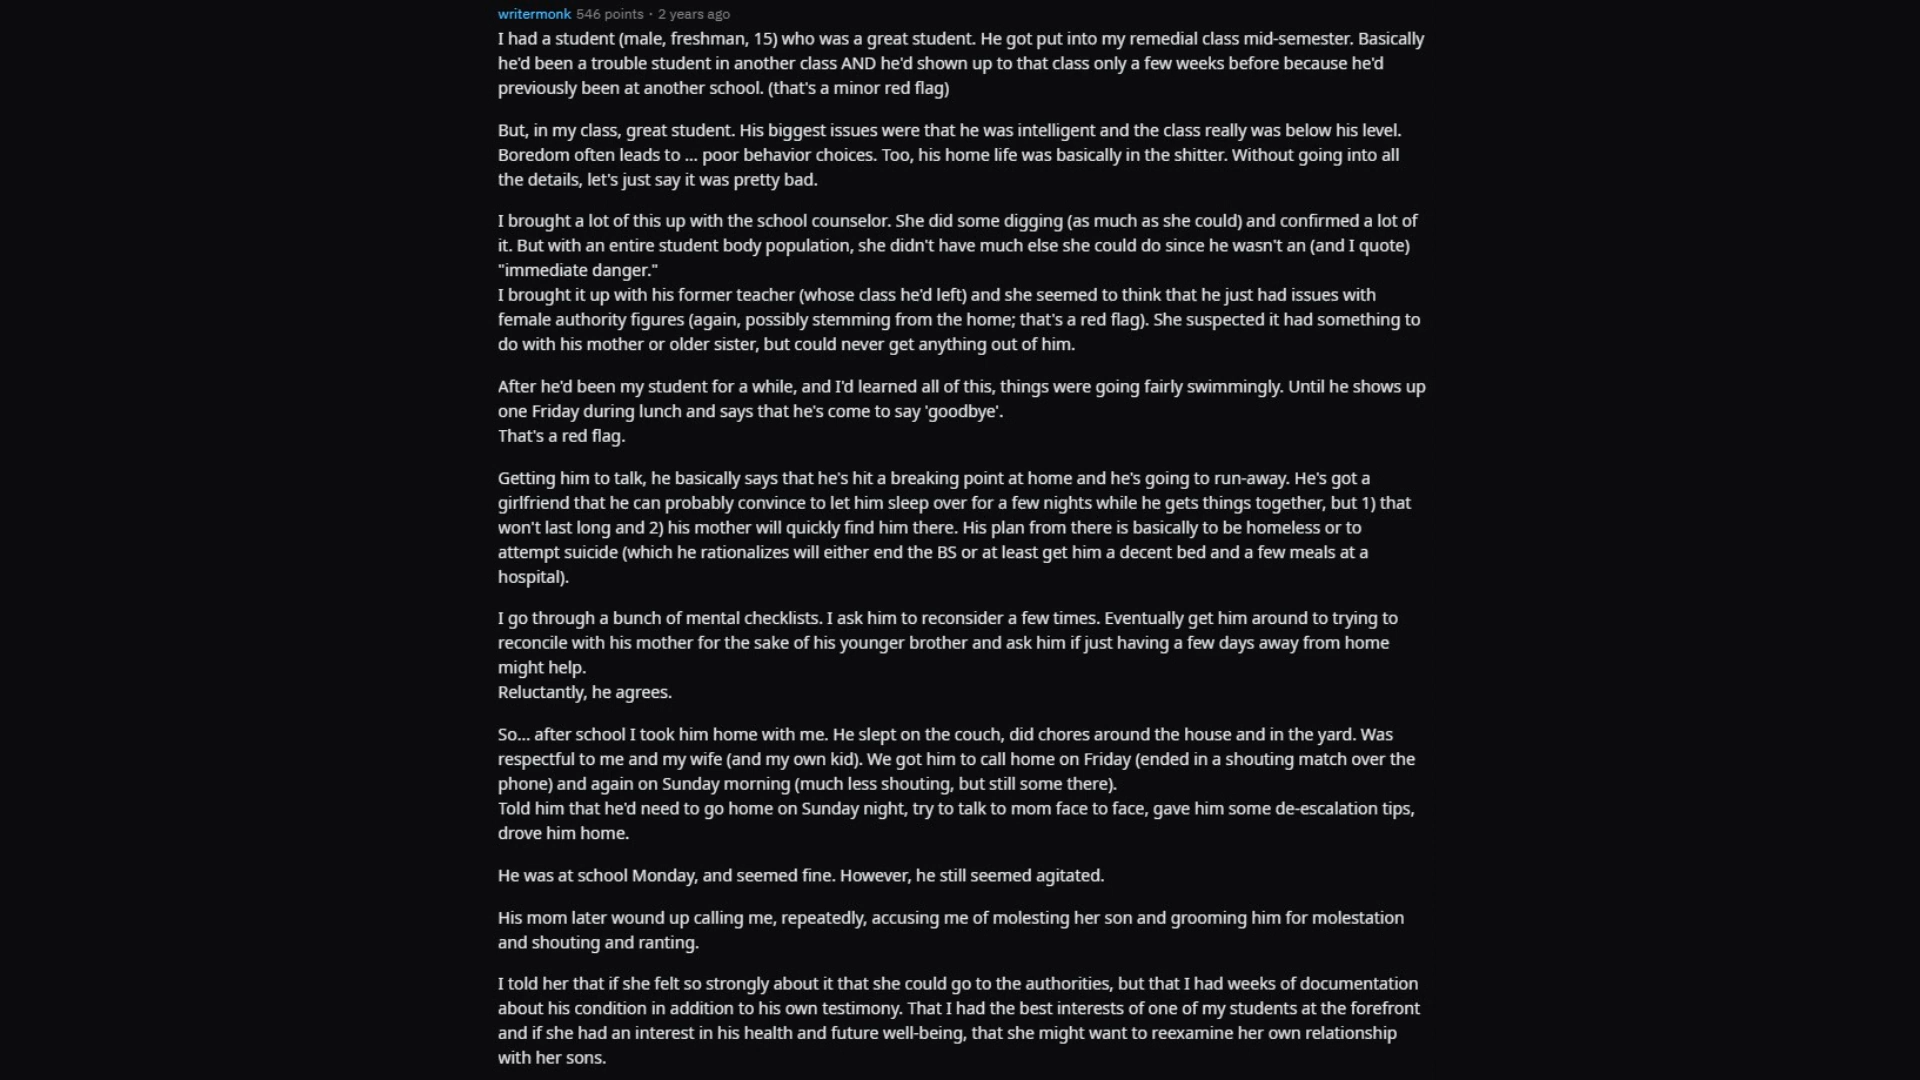 writermonk 546 points · 2 years ago
I had a student (male, freshman, 15) who was a great student. He got put into my remedial class mid-semester. Basically
he'd been a trouble student in another class AND he'd shown up to that class only a few weeks before because he'd
previously been at another school. (that's a minor red flag)
But, in my class, great student. His biggest issues were that he was intelligent and the class really was below his level.
Boredom often leads to ... poor behavior choices. Too, his home life was basically in the shitter. Without going into all
the details, let's just say it was pretty bad.
I brought a lot of this up with the school counselor. She did some digging (as much as she could) and confirmed a lot of
it. But with an entire student body population, she didn't have much else she could do since he wasn't an (and I quote)
"immediate danger."
I brought it up with his former teacher (whose class he'd left) and she seemed to think that he just had issues with
female authority figures (again, possibly stemming from the home; that's a red flag). She suspected it had something to
do with his mother or older sister, but could never get anything out of him.
After he'd been my student for a while, and I'd learned all of this, things were going fairly swimmingly. Until he shows up
one Friday during lunch and says that he's come to say 'goodbye'.
That's a red flag.
Getting him to talk, he basically says that he's hit a breaking point at home and he's going to run-away. He's got a
girlfriend that he can probably convince to let him sleep over for a few nights while he gets things together, but 1) that
won't last long and 2) his mother will quickly find him there. His plan from there is basically to be homeless or to
attempt suicide (which he rationalizes will either end the BS or at least get him a decent bed and a few meals at a
hospital).
I go through a bunch of mental checklists. I ask him to reconsider a few times. Eventually get him around to trying to
reconcile with his mother for the sake of his younger brother and ask him if just having a few days away from home
might help.
Reluctantly, he agrees.
So... after school I took him home with me. He slept on the couch, did chores around the house and in the yard. Was
respectful to me and my wife (and my own kid). We got him to call home on Friday (ended in a shouting match over the
phone) and again on Sunday morning (much less shouting, but still some there).
Told him that he'd need to go home on Sunday night, try to talk to mom face to face, gave him some de-escalation tips,
drove him home.
He was at school Monday, and seemed fine. However, he still seemed agitated.
His mom later wound up calling me, repeatedly, accusing me of molesting her son and grooming him for molestation
and shouting and ranting.
I told her that if she felt so strongly about it that she could go to the authorities, but that I had weeks of documentation
about his condition in addition to his own testimony. That I had the best interests of one of my students at the forefront
and if she had an interest in his health and future well-being, that she might want to reexamine her own relationship
with her sons.